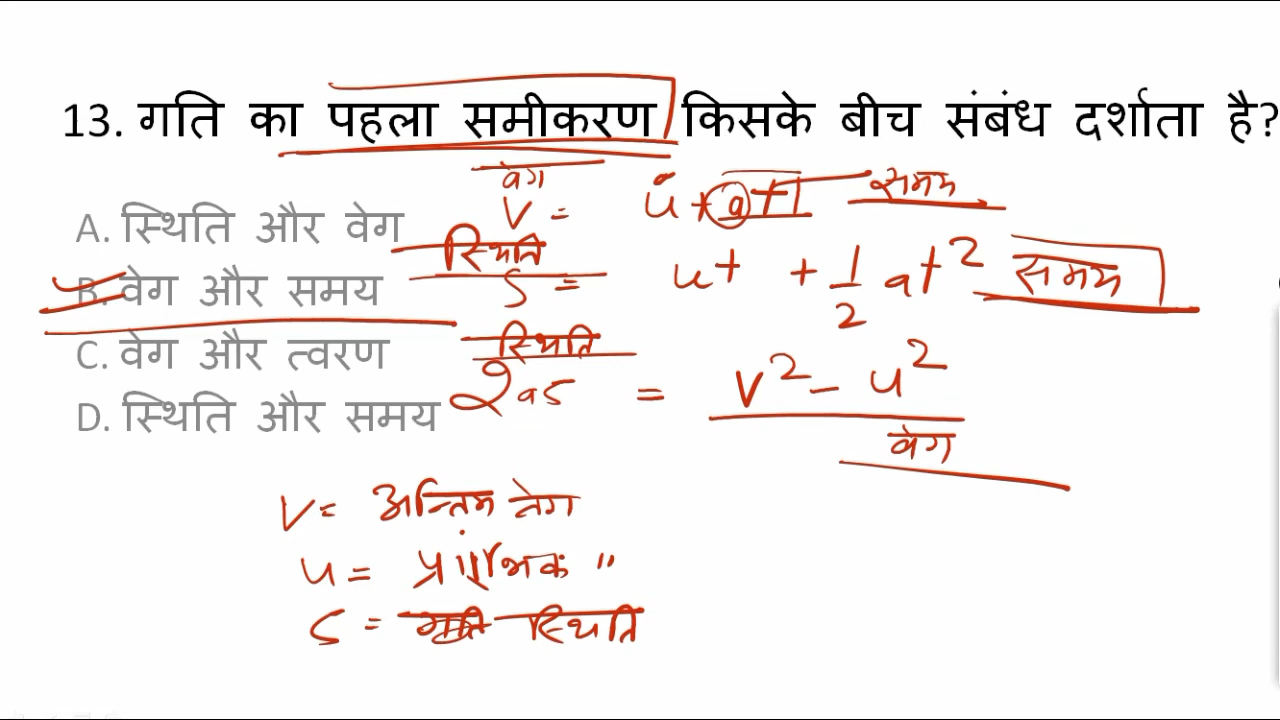 13. गति का पहला समीकरण किसके बीच संबंध दर्शाता है?
वेग
v = u + at समय
A. स्थिति और वेग
स्थिति
s = ut + 1/2 at² समय
B. वेग और समय
स्थिति
C. वेग और त्वरण
2as = v² - u²
D. स्थिति और समय
वेग
v = अन्तिम वेग
u = प्रारंभिक "
s = स्थिति